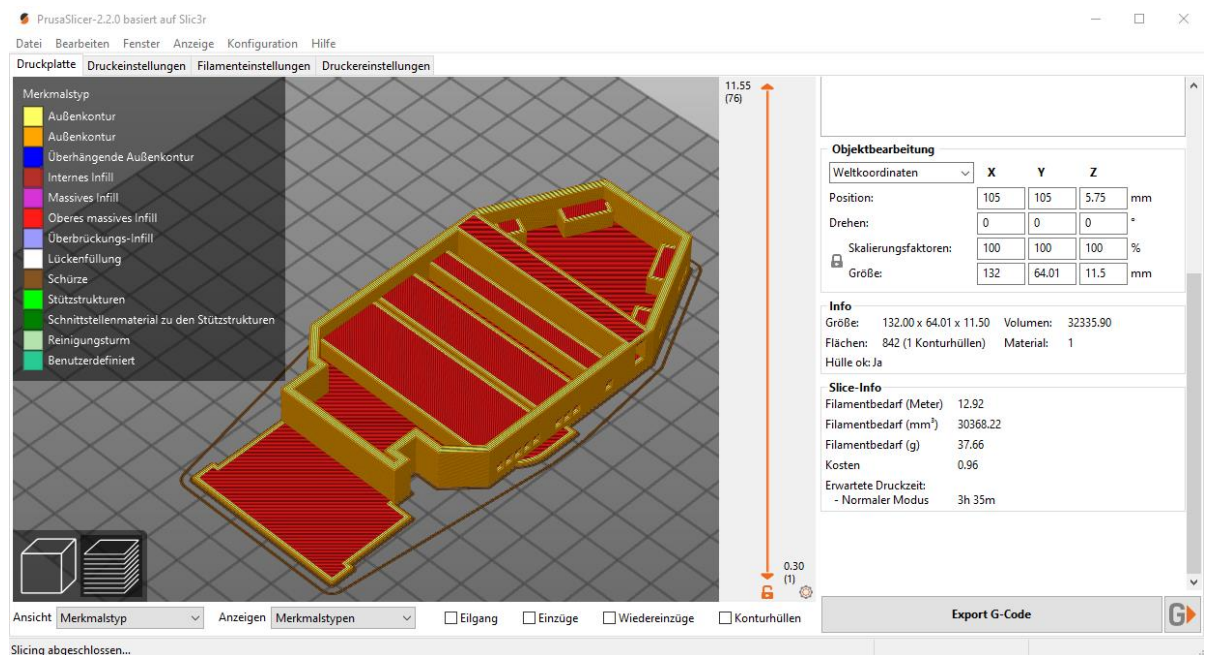 PrusaSlicer-2.2.0 basiert auf Slic3r
Datei Bearbeiten Fenster Anzeige Konfiguration Hilfe
Druckplatte Druckeinstellungen Filamenteinstellungen Druckereinstellungen
Merkmalstyp
Außenkontur
Außenkontur
Überhängende Außenkontur
Internes Infill
Massives Infill
Oberes massives Infill
Überbrückungs-Infill
Lückenfüllung
Schürze
Stützstrukturen
Schnittstellenmaterial zu den Stützstrukturen
Reinigungsturm
Benutzerdefiniert
11.55
(76)
0.30
(1)
Objektbearbeitung
Weltkoordinaten X Y Z
Position: 105 105 5.75 mm
Drehen: 0 0 0 °
Skalierungsfaktoren: 100 100 100 %
Größe: 132 64.01 11.5 mm
Info
Größe: 132.00 x 64.01 x 11.50 Volumen: 32335.90
Flächen: 842 (1 Konturhüllen) Material: 1
Hülle ok: Ja
Slice-Info
Filamentbedarf (Meter) 12.92
Filamentbedarf (mm³) 30368.22
Filamentbedarf (g) 37.66
Kosten 0.96
Erwartete Druckzeit:
- Normaler Modus 3h 35m
Ansicht Merkmalstyp Anzeigen Merkmalstypen Eilgang Einzüge Wiedereinzüge Konturhüllen
Export G-Code
G
Slicing abgeschlossen...